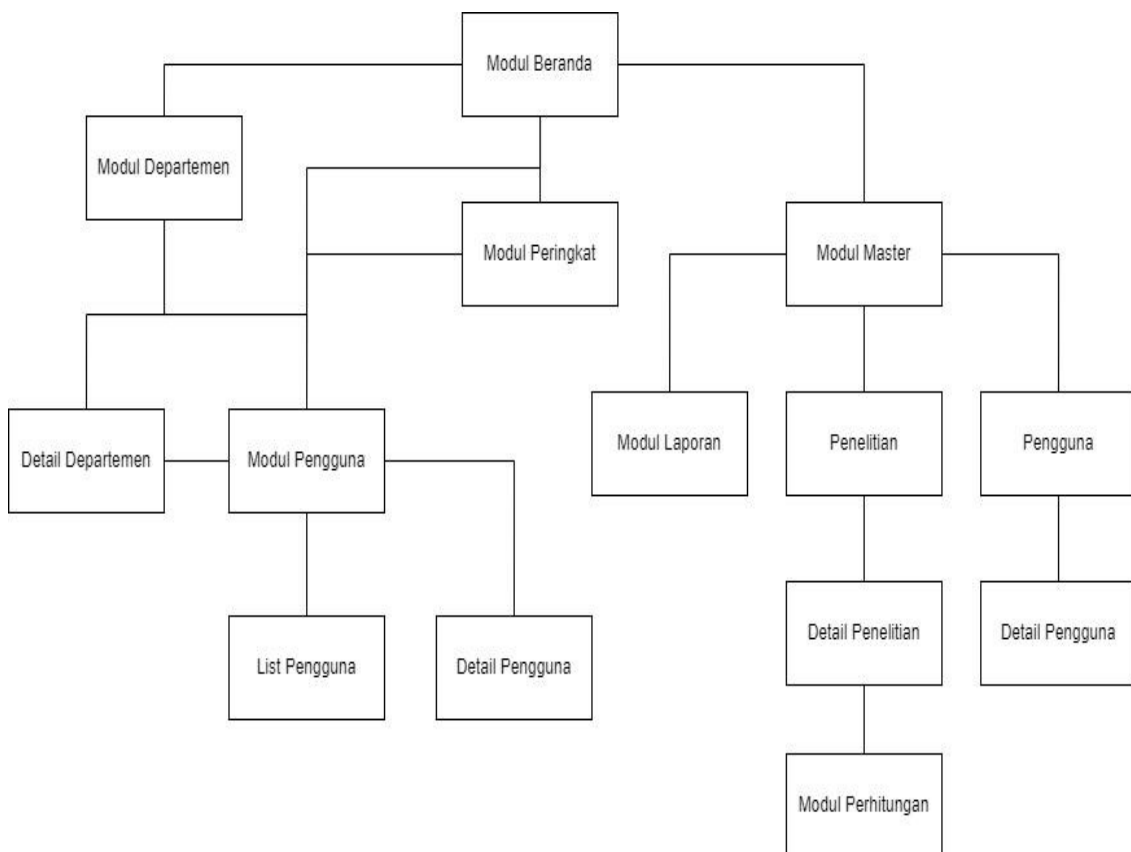 Modul Beranda
Modul Departemen
Modul Peringkat
Modul Master
Detail Departemen
Modul Pengguna
Modul Laporan
Penelitian
Pengguna
List Pengguna
Detail Pengguna
Detail Penelitian
Detail Pengguna
Modul Perhitungan